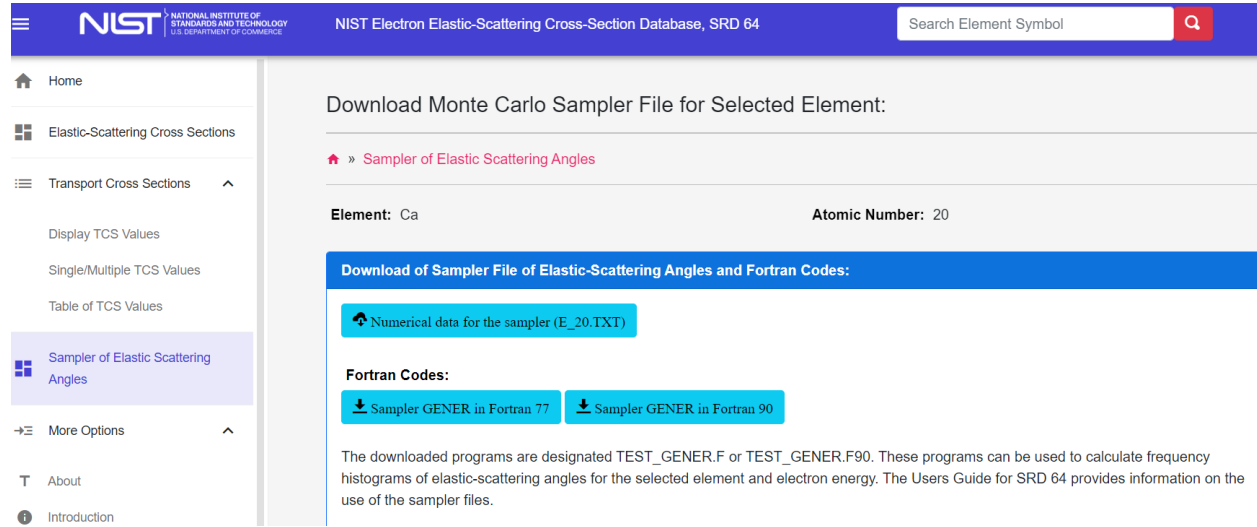 NIST
NATIONAL INSTITUTE OF
STANDARDS AND TECHNOLOGY
U.S. DEPARTMENT OF COMMERCE
NIST Electron Elastic-Scattering Cross-Section Database, SRD 64
Search Element Symbol
Home
Elastic-Scattering Cross Sections
Transport Cross Sections
Display TCS Values
Single/Multiple TCS Values
Table of TCS Values
Sampler of Elastic Scattering
Angles
More Options
About
Introduction
Download Monte Carlo Sampler File for Selected Element:
» Sampler of Elastic Scattering Angles
Element: Ca Atomic Number: 20
Download of Sampler File of Elastic-Scattering Angles and Fortran Codes:
Numerical data for the sampler (E_20.TXT)
Fortran Codes:
Sampler GENER in Fortran 77 Sampler GENER in Fortran 90
The downloaded programs are designated TEST_GENER.F or TEST_GENER.F90. These programs can be used to calculate frequency
histograms of elastic-scattering angles for the selected element and electron energy. The Users Guide for SRD 64 provides information on the
use of the sampler files.